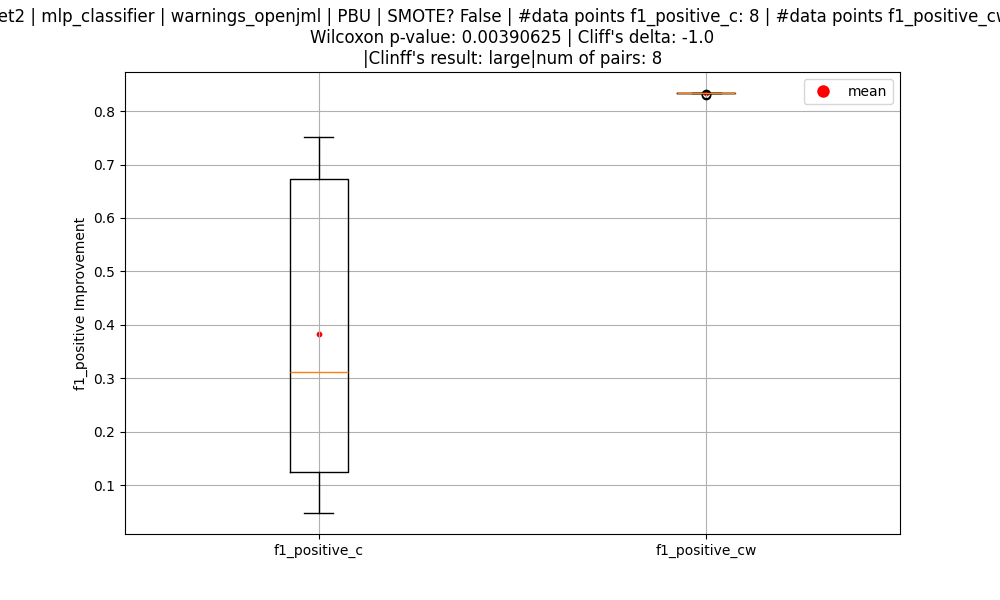 et2 | mlp_classifier | warnings_openjml | PBU | SMOTE? False | #data points f1_positive_c: 8 | #data points f1_positive_cw
Wilcoxon p-value: 0.00390625 | Cliff's delta: -1.0
|Clinff's result: large|num of pairs: 8
mean
0.8
0.7
0.6
0.5
0.4
0.3
0.2
0.1
f1_positive Improvement
f1_positive_c
f1_positive_cw